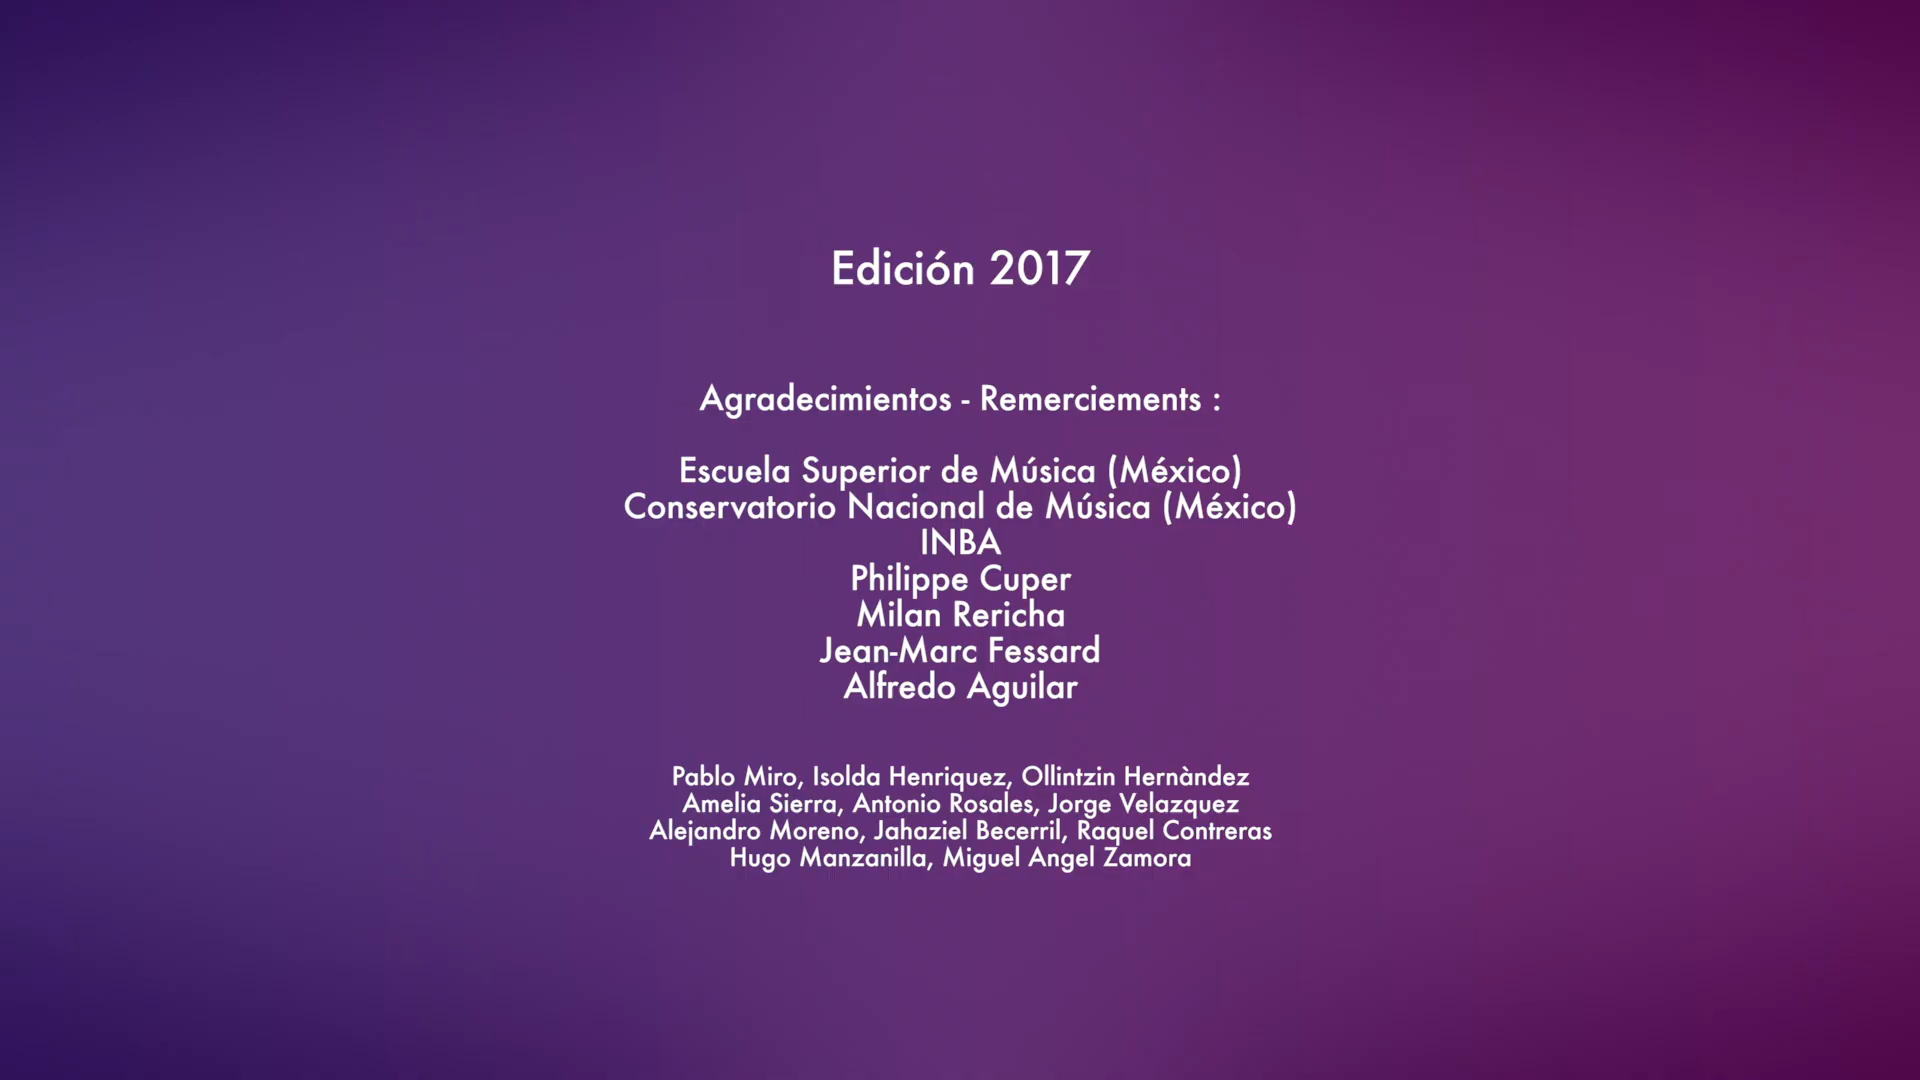 Edición 2017
Agradecimientos - Remerciements :
Escuela Superior de Música (México)
Conservatorio Nacional de Música (México)
INBA
Philippe Cuper
Milan Rericha
Jean-Marc Fessard
Alfredo Aguilar
Pablo Miro, Isolda Henriquez, Ollintzin Hernàndez
Amelia Sierra, Antonio Rosales, Jorge Velazquez
Alejandro Moreno, Jahaziel Becerril, Raquel Contreras
Hugo Manzanilla, Miguel Angel Zamora